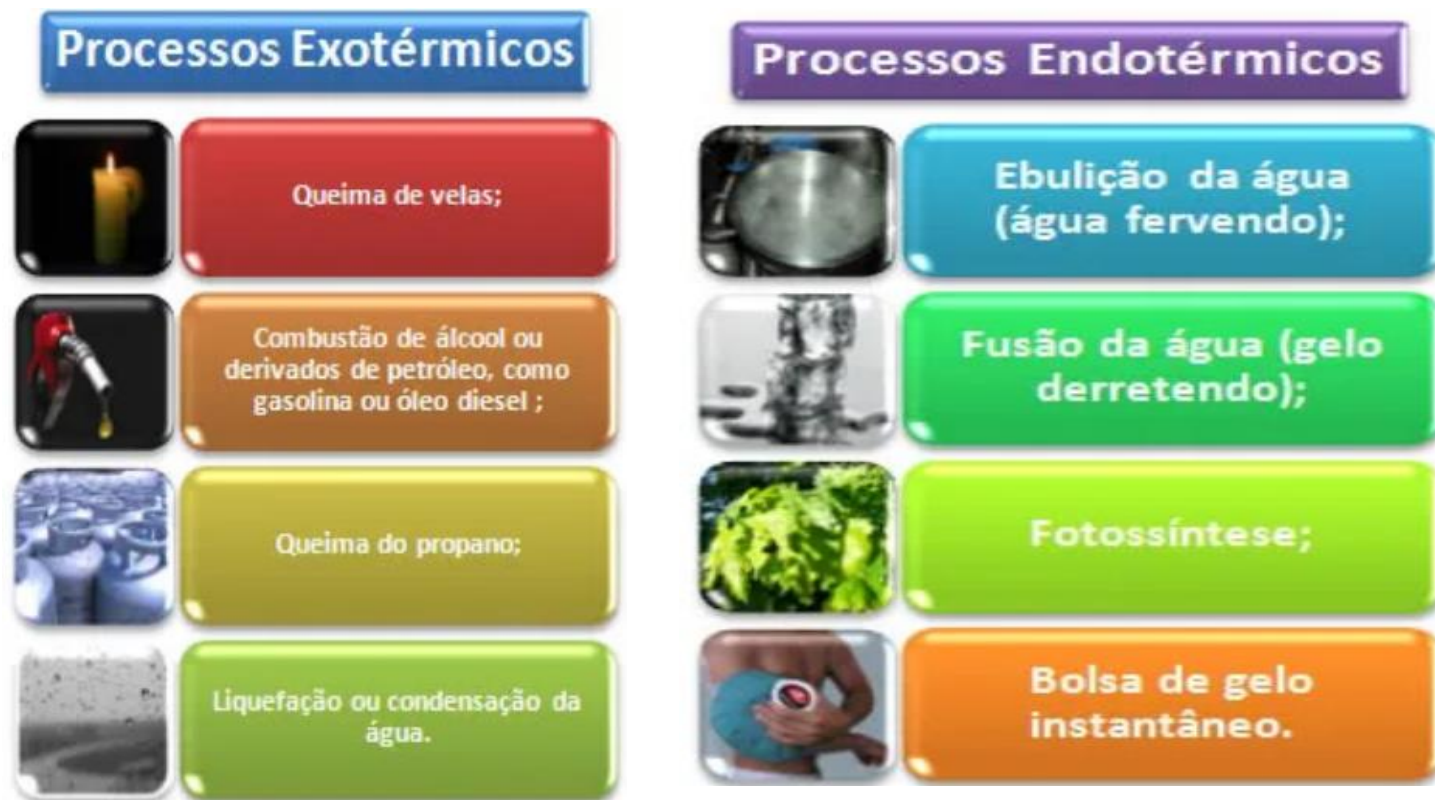 Processos Exotérmicos
Queima de velas;
Combustão de álcool ou
derivados de petróleo, como
gasolina ou óleo diesel ;
Queima do propano;
Liquefação ou condensação da
água.
Processos Endotérmicos
Ebulição da água
(água fervendo);
Fusão da água (gelo
derretendo);
Fotossíntese;
Bolsa de gelo
instantâneo.